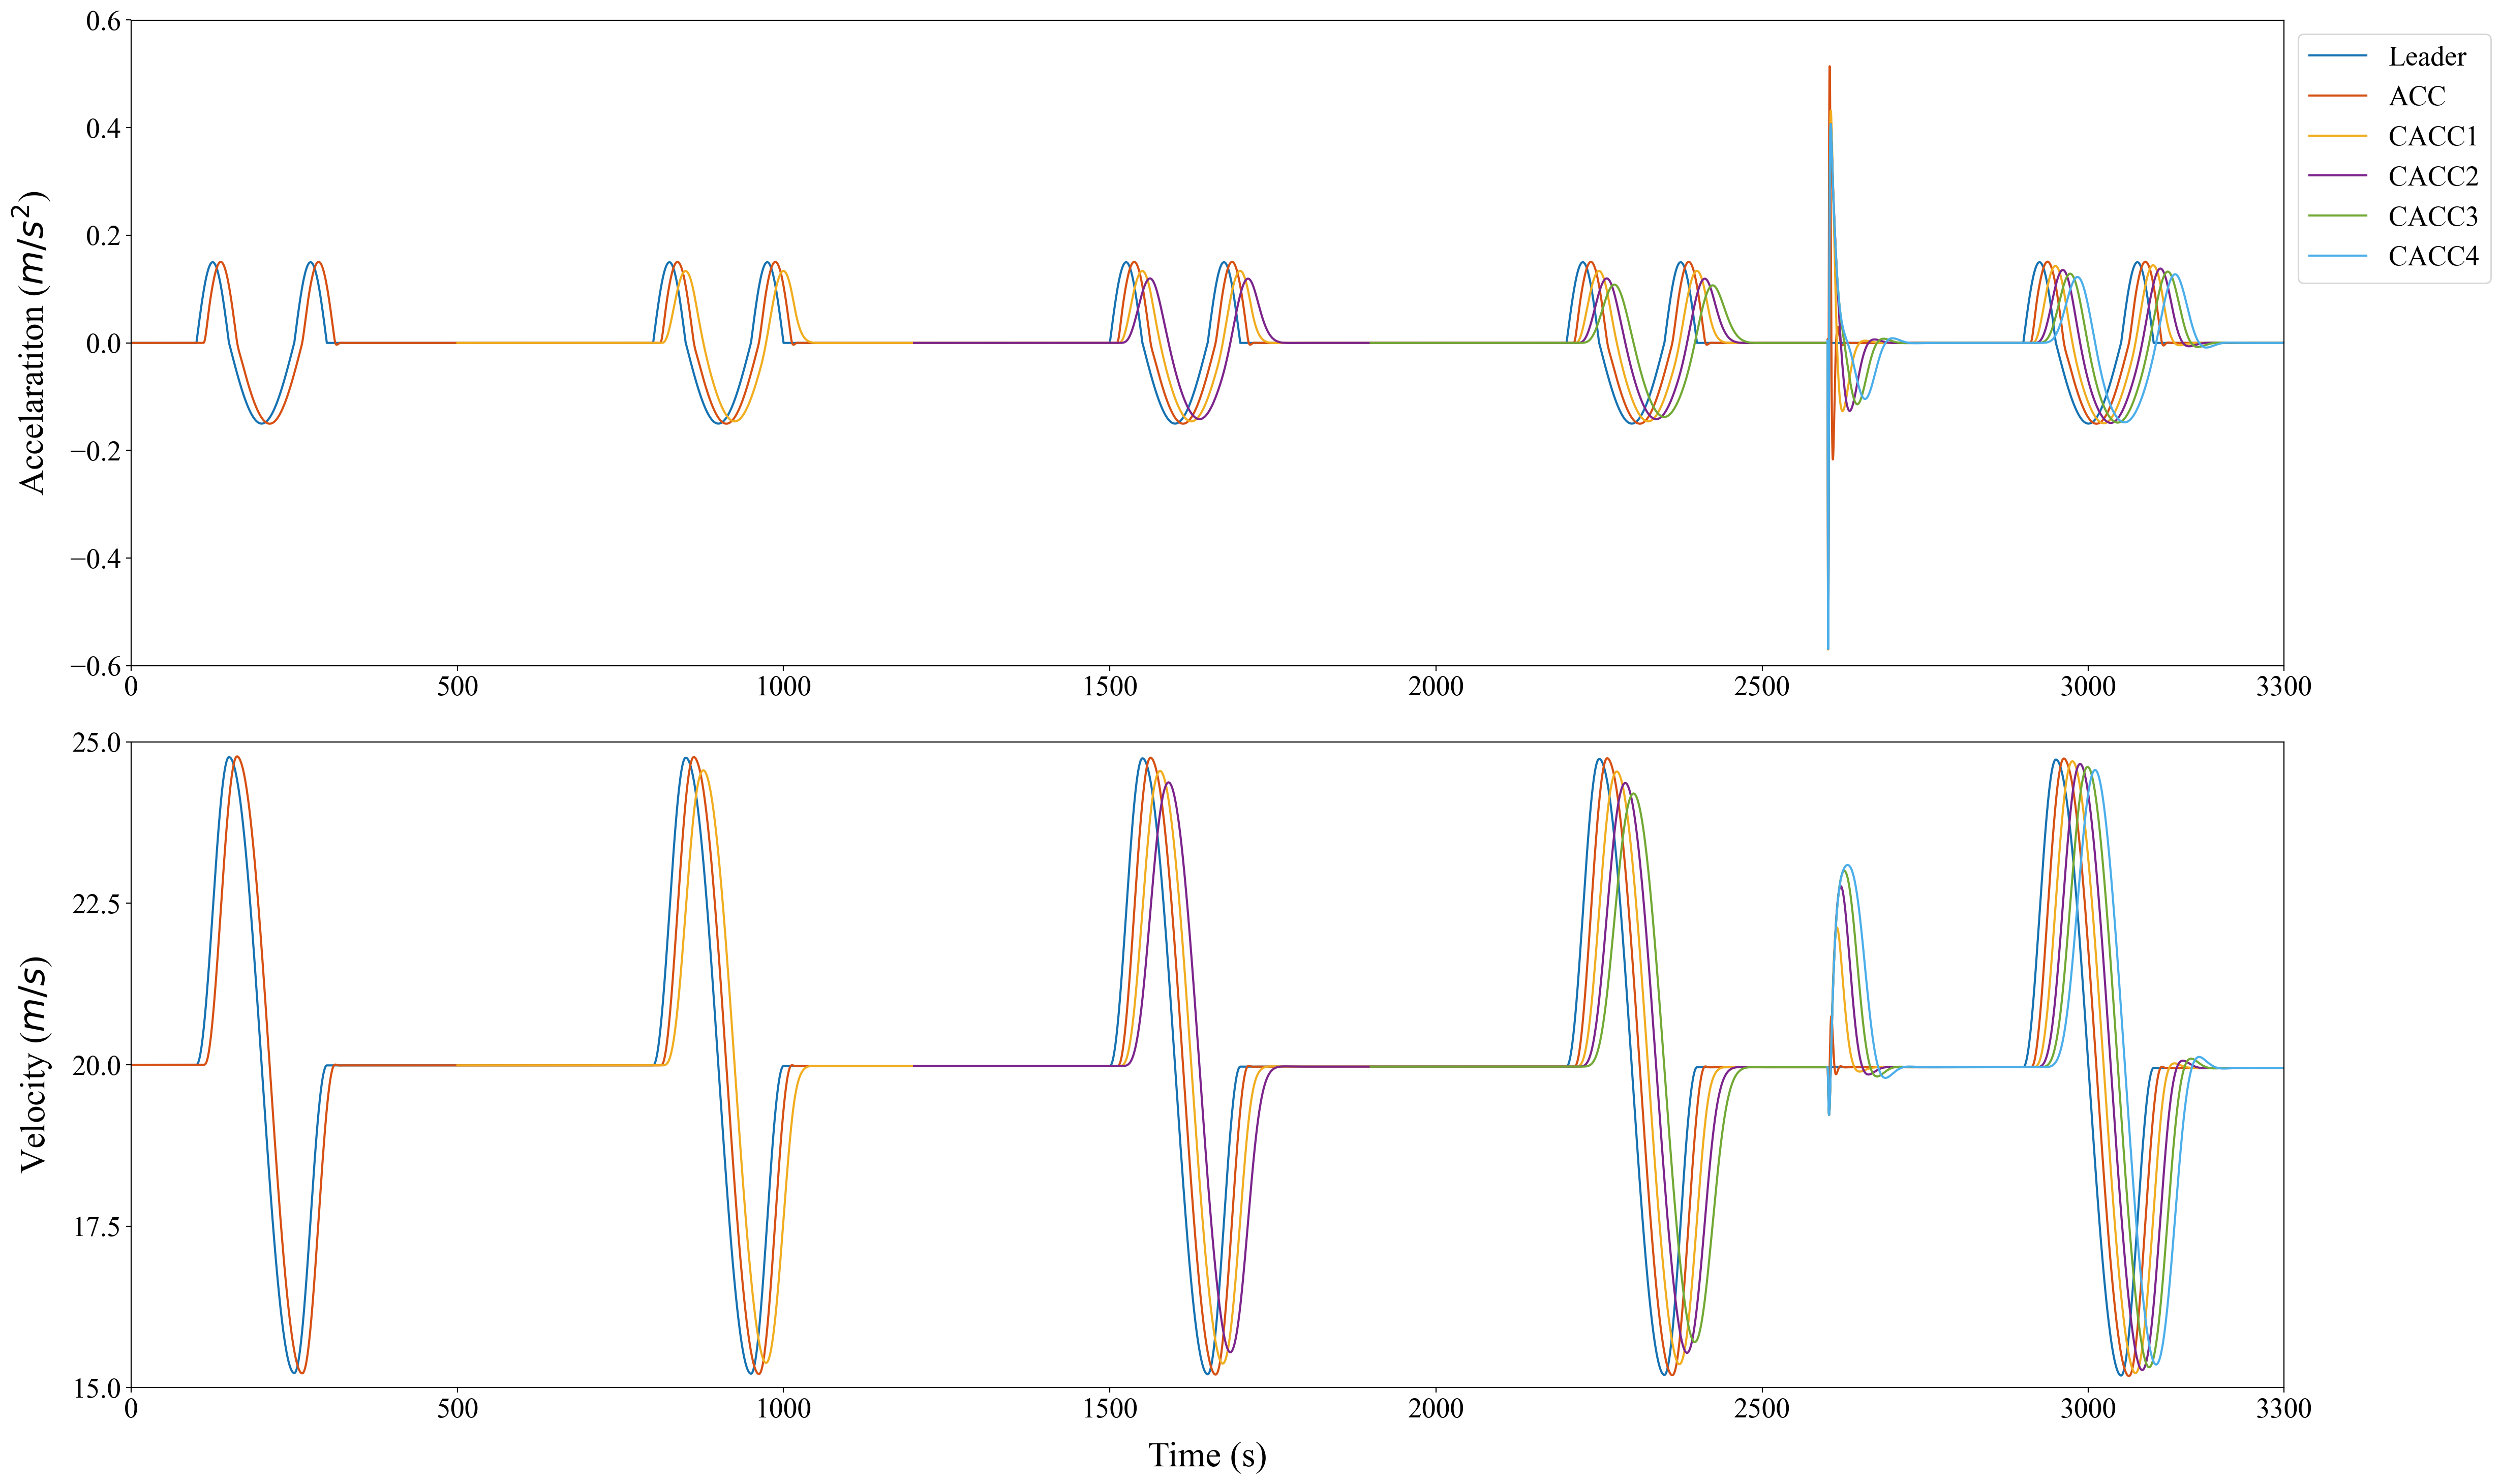 0.6
0.4
0.2
0.0
−0.2
−0.4
−0.6
Accelaratiton (m/s²)
0 500 1000 1500 2000 2500 3000 3300
Leader
ACC
CACC1
CACC2
CACC3
CACC4
25.0
22.5
20.0
17.5
15.0
Velocity (m/s)
0 500 1000 1500 2000 2500 3000 3300
Time (s)